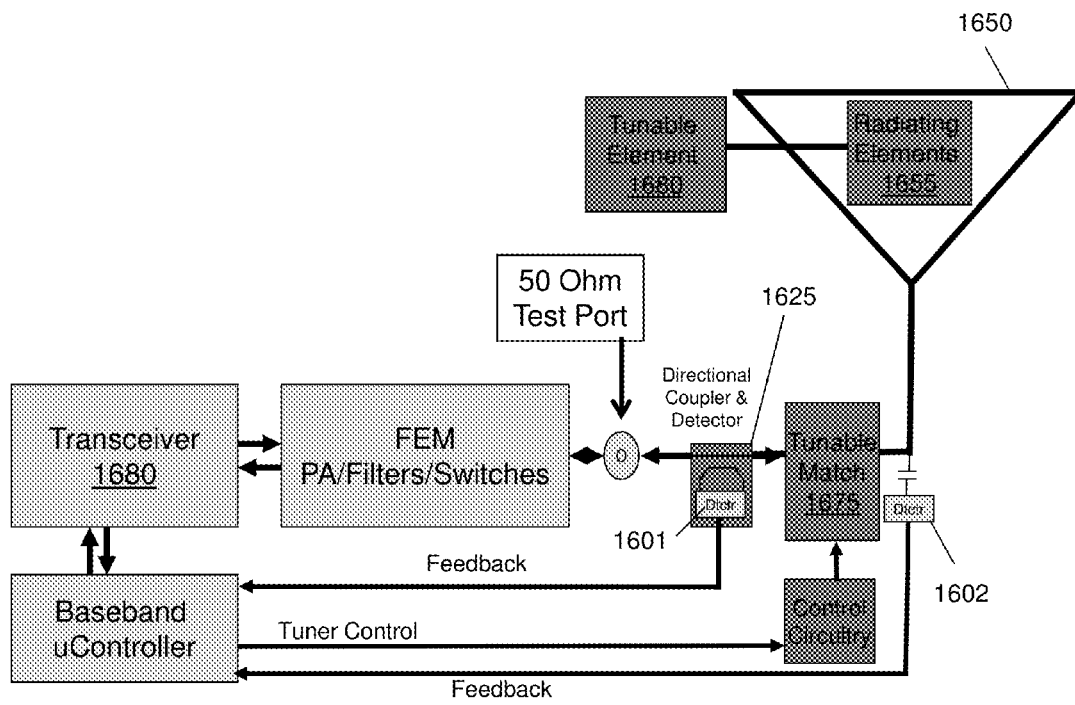 1650
Tunable
Element
1680
Radiating
Elements
1655
50 Ohm
Test Port
1625
Directional
Coupler &
Detector
Transceiver
1680
FEM
PA/Filters/Switches
0
Tunable
Match
1675
Dtctr
Dtctr
1601
1602
Feedback
Baseband
uController
Tuner Control
Control
Circuitry
Feedback